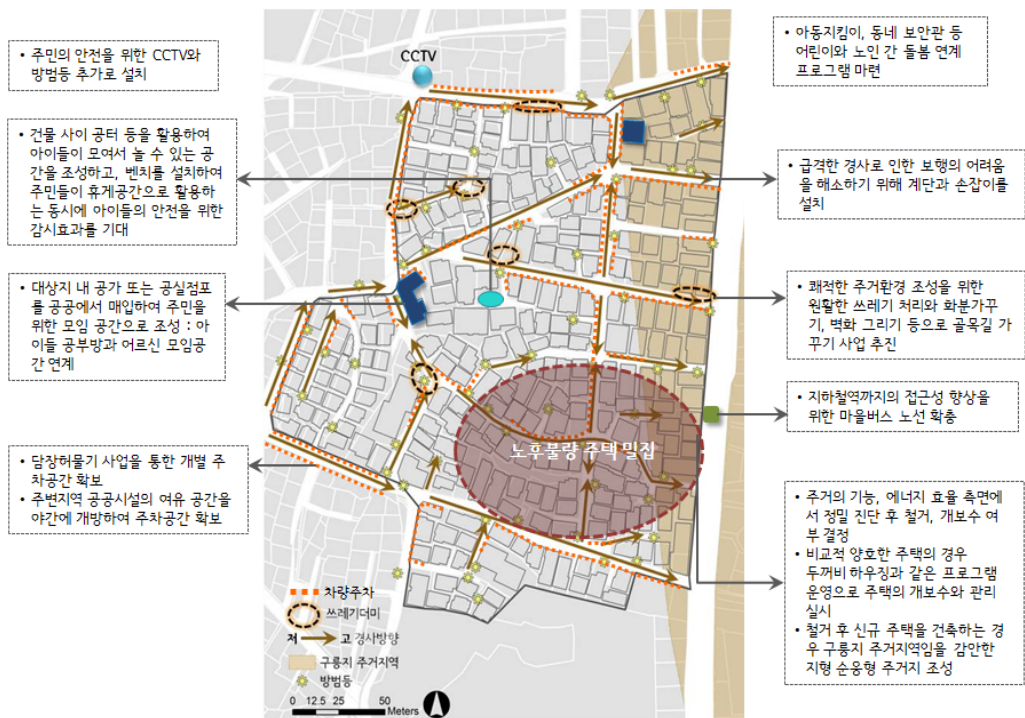 • 주민의 안전을 위한 CCTV와
방범등 추가로 설치
• 건물 사이 공터 등을 활용하여
아이들이 모여서 놀 수 있는 공
간을 조성하고, 벤치를 설치하여
주민들이 휴게공간으로 활용하
는 동시에 아이들의 안전을 위한
감시효과를 기대
• 대상지 내 공가 또는 공실점포
를 공공에서 매입하여 주민을
위한 모임 공간으로 조성 : 아
이들 공부방과 어르신 모임공
간 연계
• 담장허물기 사업을 통한 개별 주
차공간 확보
• 주변지역 공공시설의 여유 공간을
야간에 개방하여 주차공간 확보
CCTV
노후불량 주택 밀집
차량주차
쓰레기더미
저 고 경사방향
구릉지 주거지역
방범등
0 12.5 25 50
Meters
• 아동지킴이, 동네 보안관 등
어린이와 노인 간 돌봄 연계
프로그램 마련
• 급격한 경사로 인한 보행의 어려움
을 해소하기 위해 계단과 손잡이를
설치
• 쾌적한 주거환경 조성을 위한
원활한 쓰레기 처리와 화분가꾸
기, 벽화 그리기 등으로 골목길 가
꾸기 사업 추진
• 지하철역까지의 접근성 향상을
위한 마을버스 노선 확충
• 주거의 기능, 에너지 효율 측면에
서 정밀 진단 후 철거, 개보수 여
부 결정
• 비교적 양호한 주택의 경우
두꺼비 하우징과 같은 프로그램
운영으로 주택의 개보수와 관리
실시
• 철거 후 신규 주택을 건축하는 경
우 구릉지 주거지역임을 감안한
지형 순응형 주거지 조성